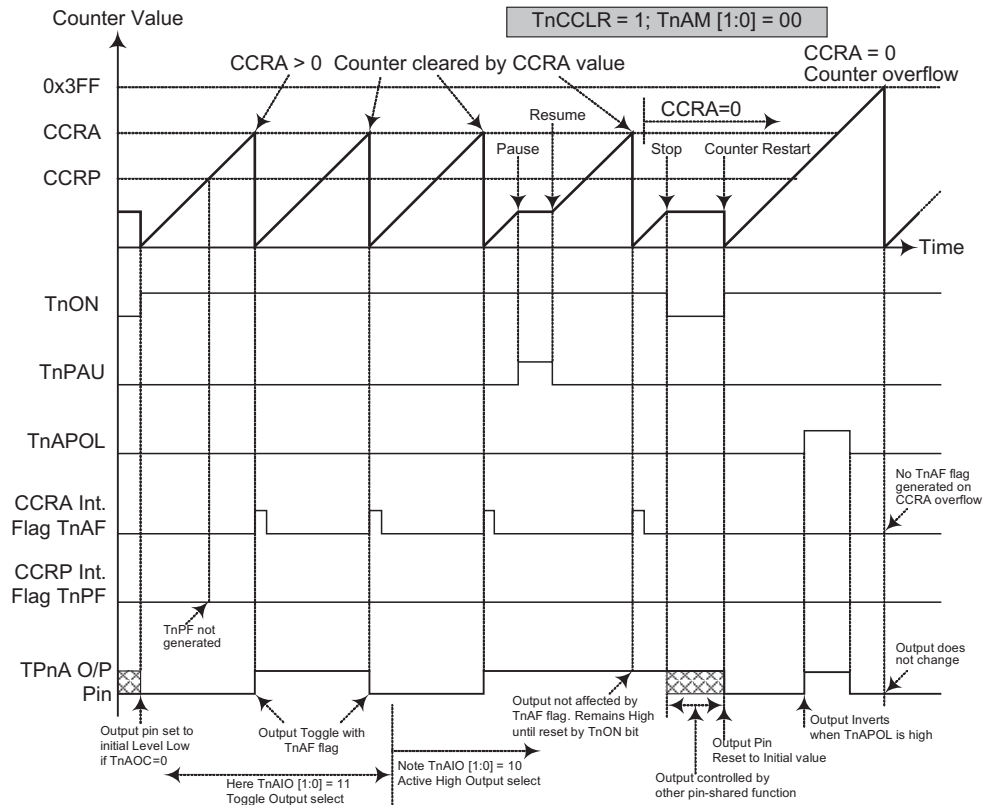 Counter Value
TnCCLR = 1; TnAM [1:0] = 00
CCRA > 0
Counter cleared by CCRA value
CCRA = 0
Counter overflow
0x3FF
CCRA
CCRP
Resume
CCRA=0
Pause
Stop
Counter Restart
Time
TnON
TnPAU
TnAPOL
CCRA Int.
Flag TnAF
No TnAF flag
generated on
CCRA overflow
CCRP Int.
Flag TnPF
TnPF not
generated
TPnA O/P
Pin
Output does
not change
Output pin set to
initial Level Low
if TnAOC=0
Output Toggle with
TnAF flag
Output not affected by
TnAF flag. Remains High
until reset by TnON bit
Output Inverts
when TnAPOL is high
Output Pin
Reset to Initial value
Here TnAIO [1:0] = 11
Toggle Output select
Note TnAIO [1:0] = 10
Active High Output select
Output controlled by
other pin-shared function